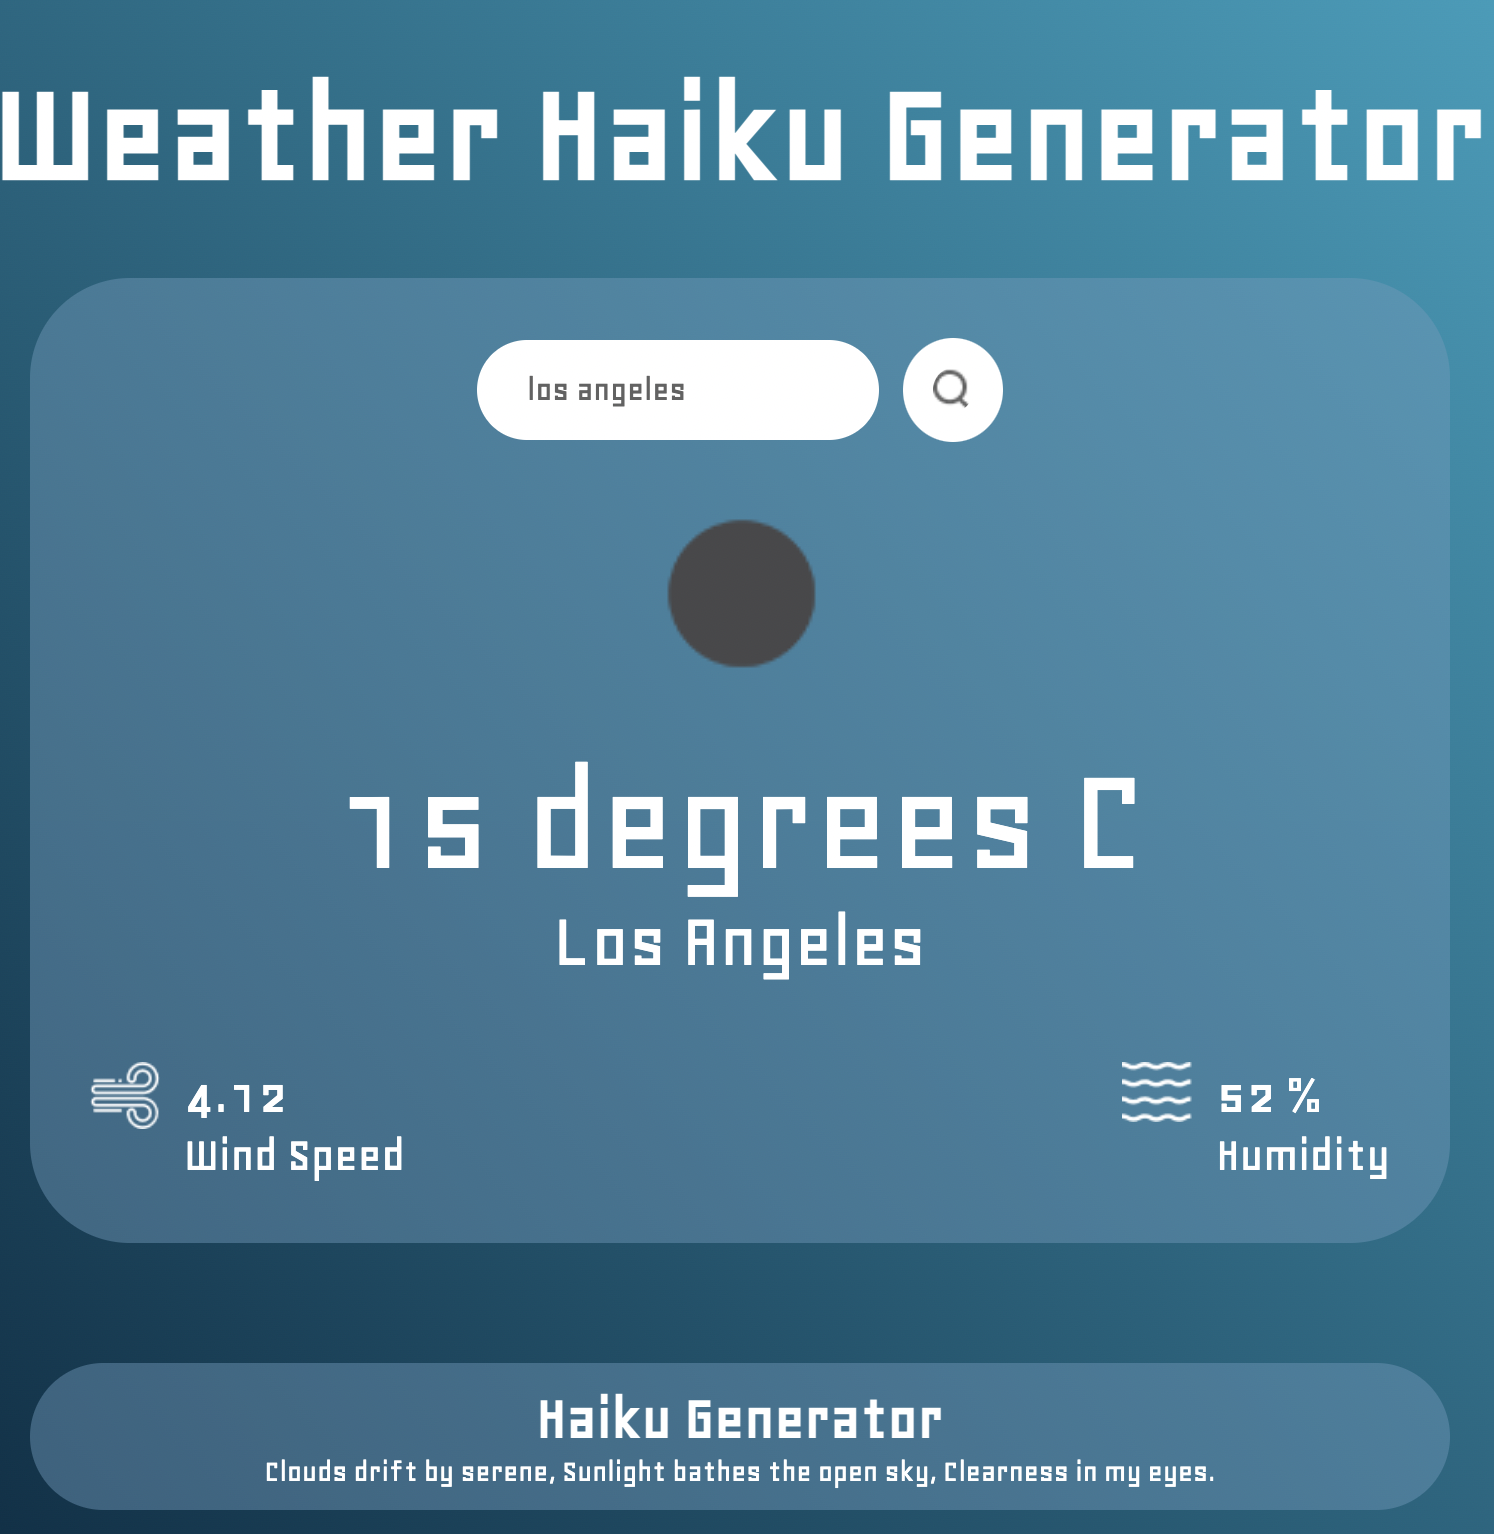 Weather Haiku Generator
los angeles
15 degrees C
Los Angeles
4.12
Wind Speed
52 %
Humidity
Haiku Generator
Clouds drift by serene, Sunlight bathes the open sky, Clearness in my eyes.